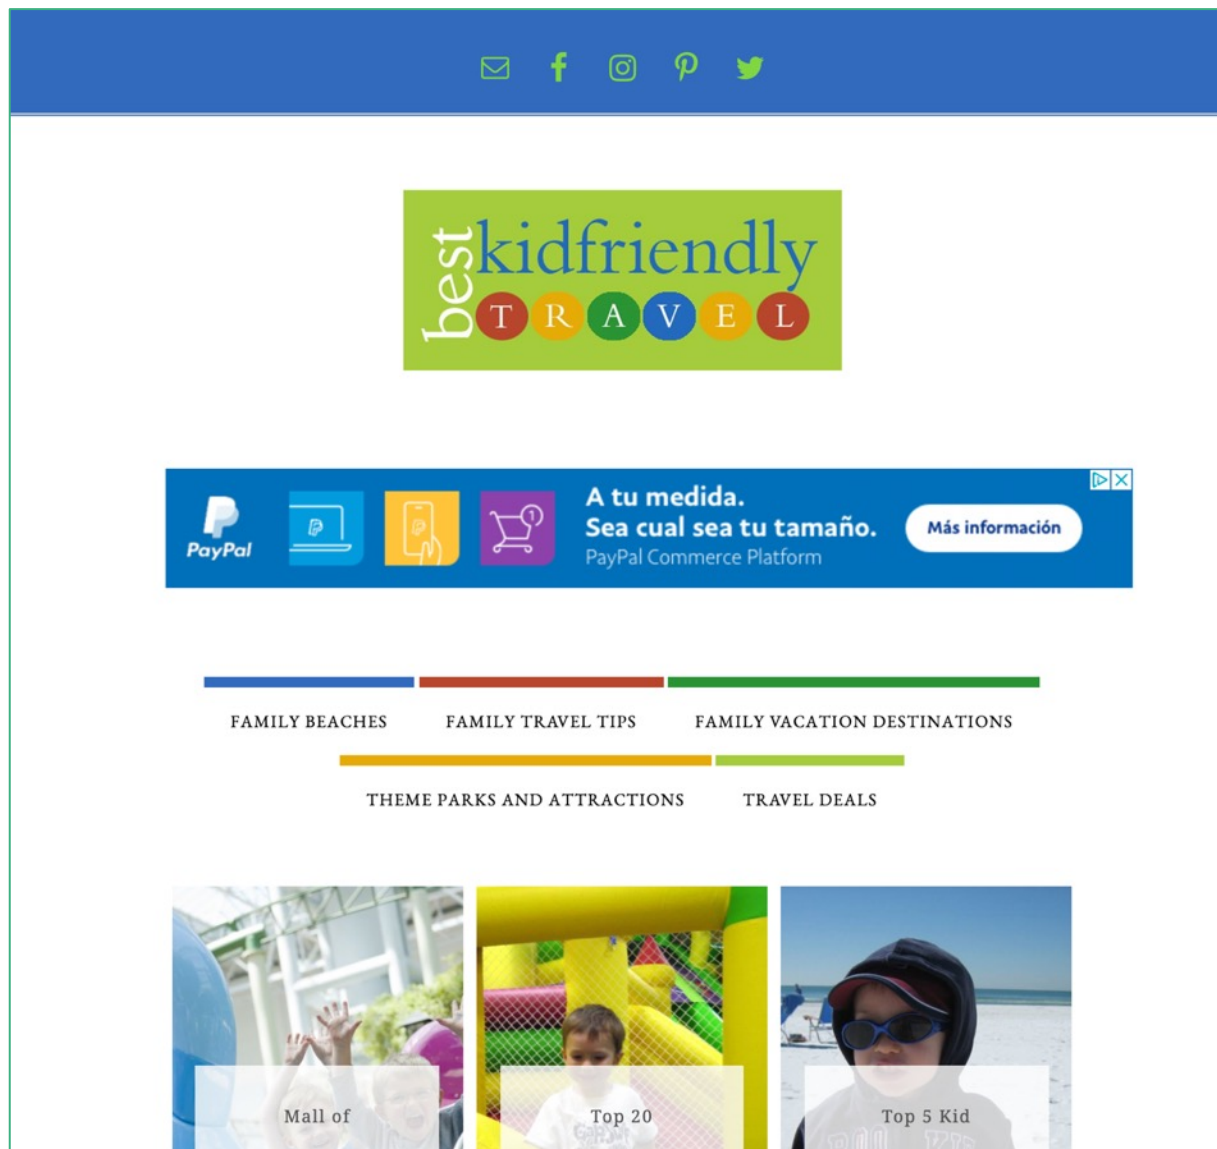 best
kidfriendly
TRAVEL
PayPal
A tu medida.
Sea cual sea tu tamaño.
PayPal Commerce Platform
Más información
FAMILY BEACHES
FAMILY TRAVEL TIPS
FAMILY VACATION DESTINATIONS
THEME PARKS AND ATTRACTIONS
TRAVEL DEALS
Mall of
Top 20
Top 5 Kid